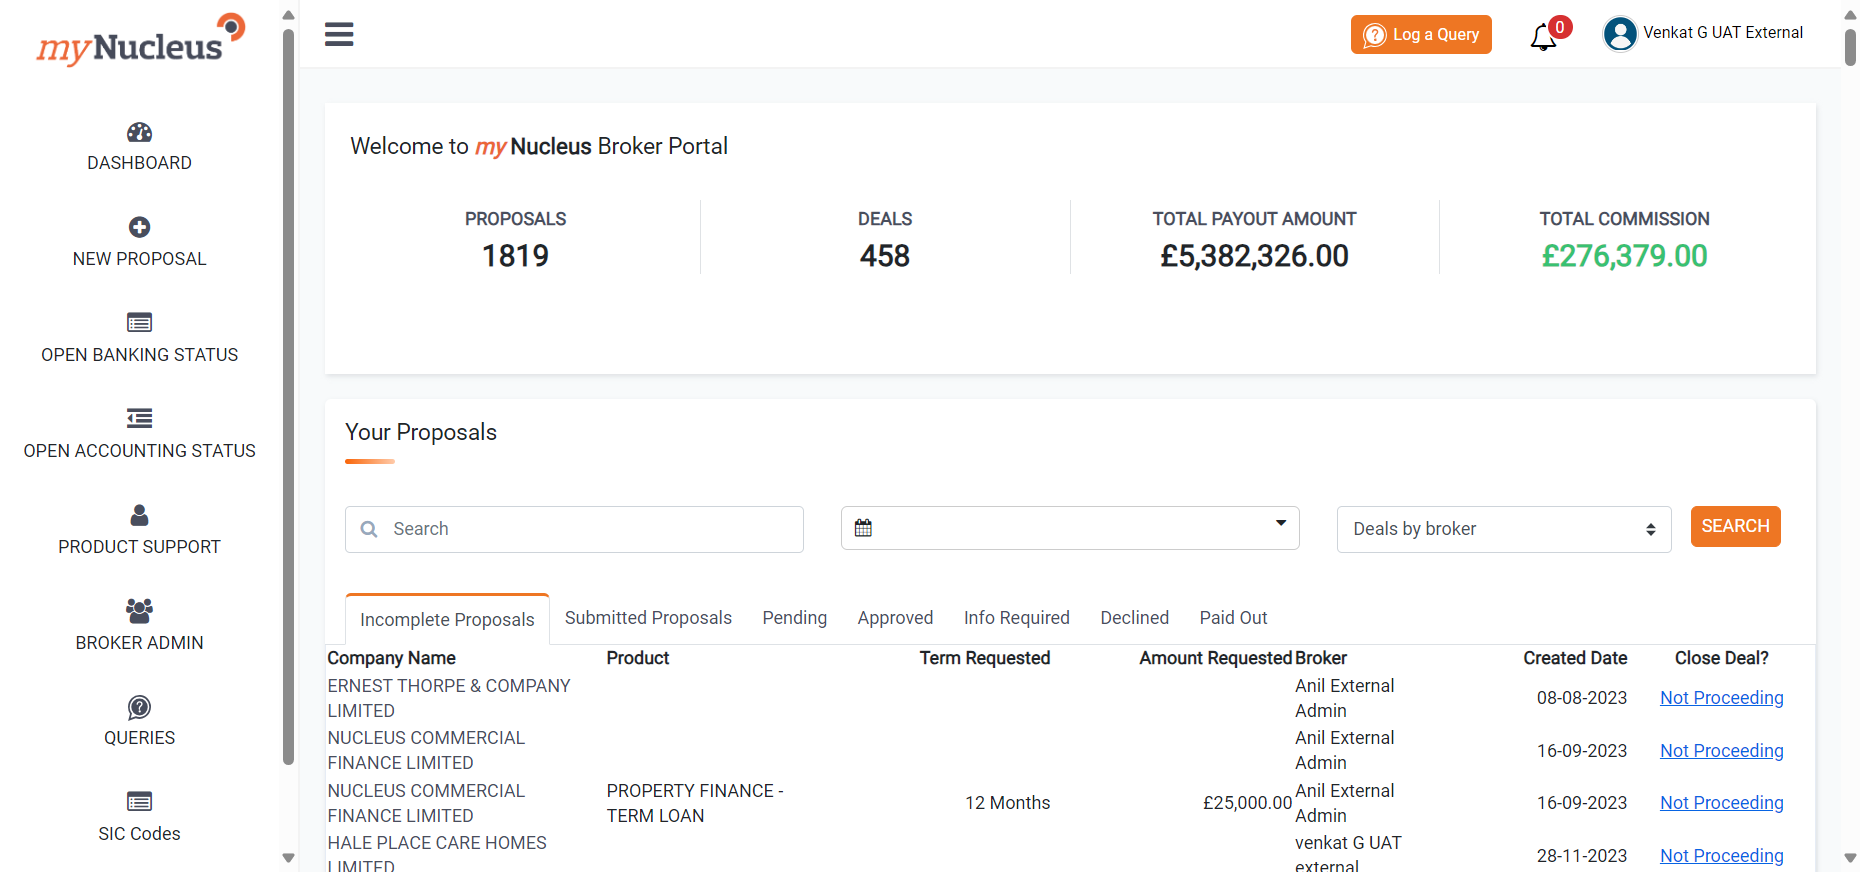 myNucleus
Log a Query
0
Venkat G UAT External
DASHBOARD
NEW PROPOSAL
OPEN BANKING STATUS
OPEN ACCOUNTING STATUS
PRODUCT SUPPORT
BROKER ADMIN
QUERIES
SIC Codes
Welcome to my Nucleus Broker Portal
PROPOSALS
1819
DEALS
458
TOTAL PAYOUT AMOUNT
£5,382,326.00
TOTAL COMMISSION
£276,379.00
Your Proposals
Search
Deals by broker
SEARCH
Incomplete Proposals Submitted Proposals Pending Approved Info Required Declined Paid Out
Company Name Product Term Requested Amount Requested Broker Created Date Close Deal?
ERNEST THORPE & COMPANY
LIMITED
Anil External
Admin
08-08-2023
Not Proceeding
NUCLEUS COMMERCIAL
FINANCE LIMITED
Anil External
Admin
16-09-2023
Not Proceeding
NUCLEUS COMMERCIAL
FINANCE LIMITED
PROPERTY FINANCE -
TERM LOAN
12 Months
£25,000.00
Anil External
Admin
16-09-2023
Not Proceeding
HALE PLACE CARE HOMES
LIMITED
venkat G UAT
external
28-11-2023
Not Proceeding